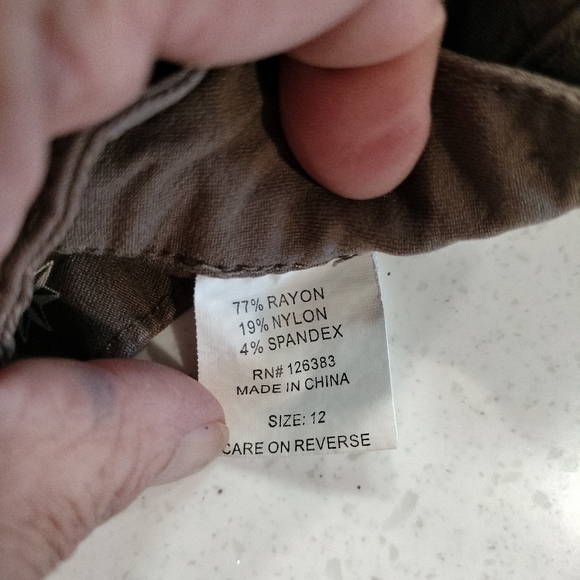 77% RAYON
19% NYLON
4% SPANDEX
RN# 126383
MADE IN CHINA
SIZE: 12
CARE ON REVERSE